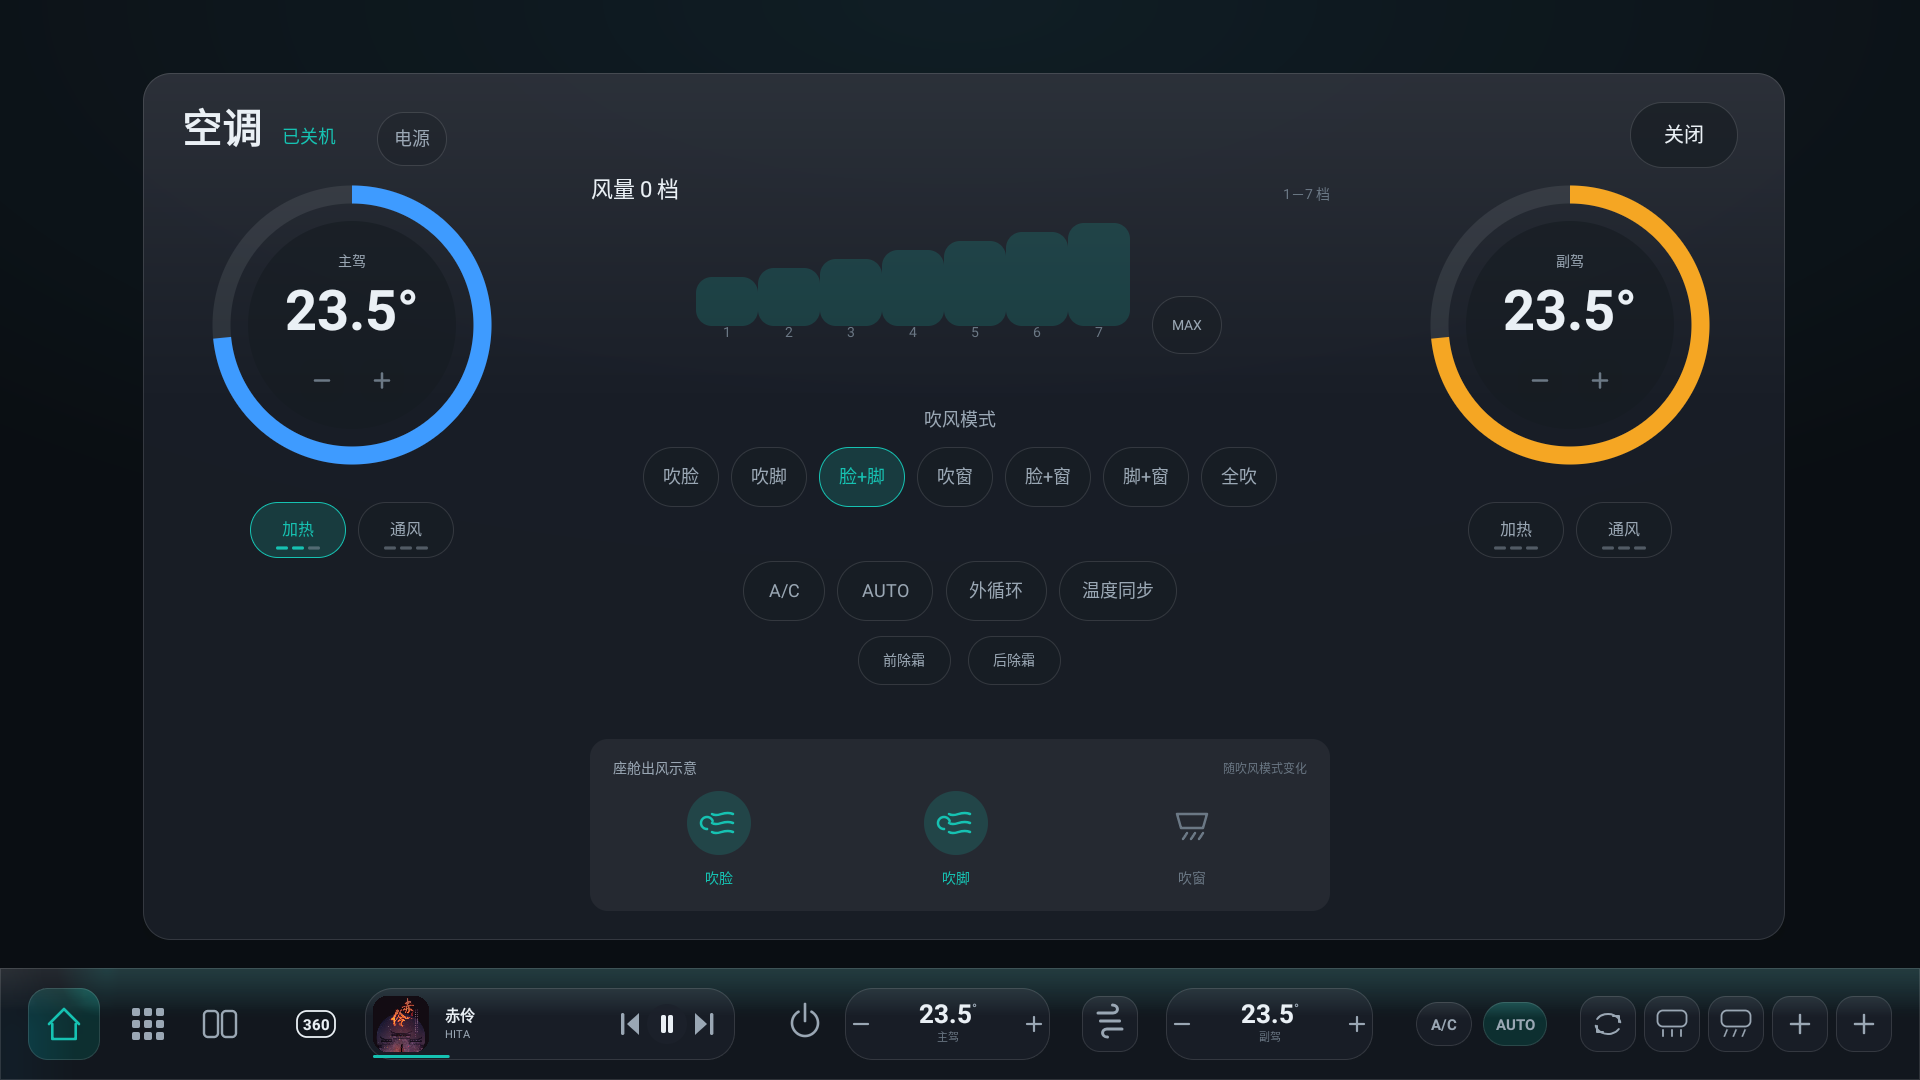 空调
已关机
电源
关闭
风量 0 档
1—7 档
主驾
23.5°
− +
副驾
23.5°
− +
1 2 3 4 5 6 7
MAX
吹风模式
吹脸 吹脚 脸+脚 吹窗 脸+窗 脚+窗 全吹
加热 通风
加热 通风
A/C AUTO 外循环 温度同步
前除霜 后除霜
座舱出风示意
随吹风模式变化
吹脸 吹脚 吹窗
360
赤伶
赤伶
HITA
− 23.5° +
主驾
− 23.5° +
副驾
A/C
AUTO
+ +